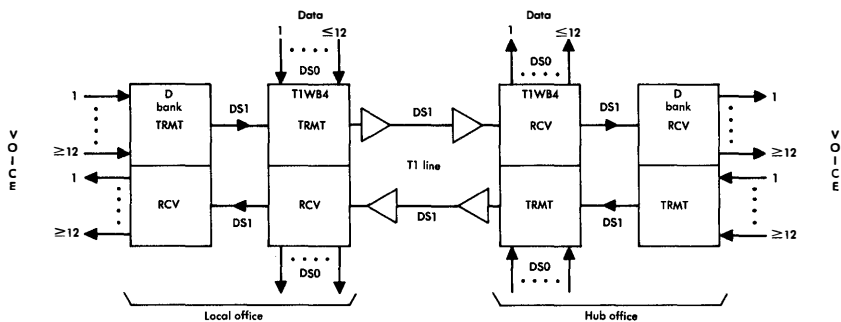 Data
Data
1 ≤12
DS0
1 ≤12
DS0
D
bank
TRMT
DS1
T1WB4
TRMT
DS1
T1WB4
RCV
DS1
D
bank
RCV
1
≥12
1
≥12
VOICE
T1 line
1
≥12
1
≥12
VOICE
RCV
DS1
RCV
DS1
TRMT
DS1
TRMT
DS0
DS0
Local office
Hub office